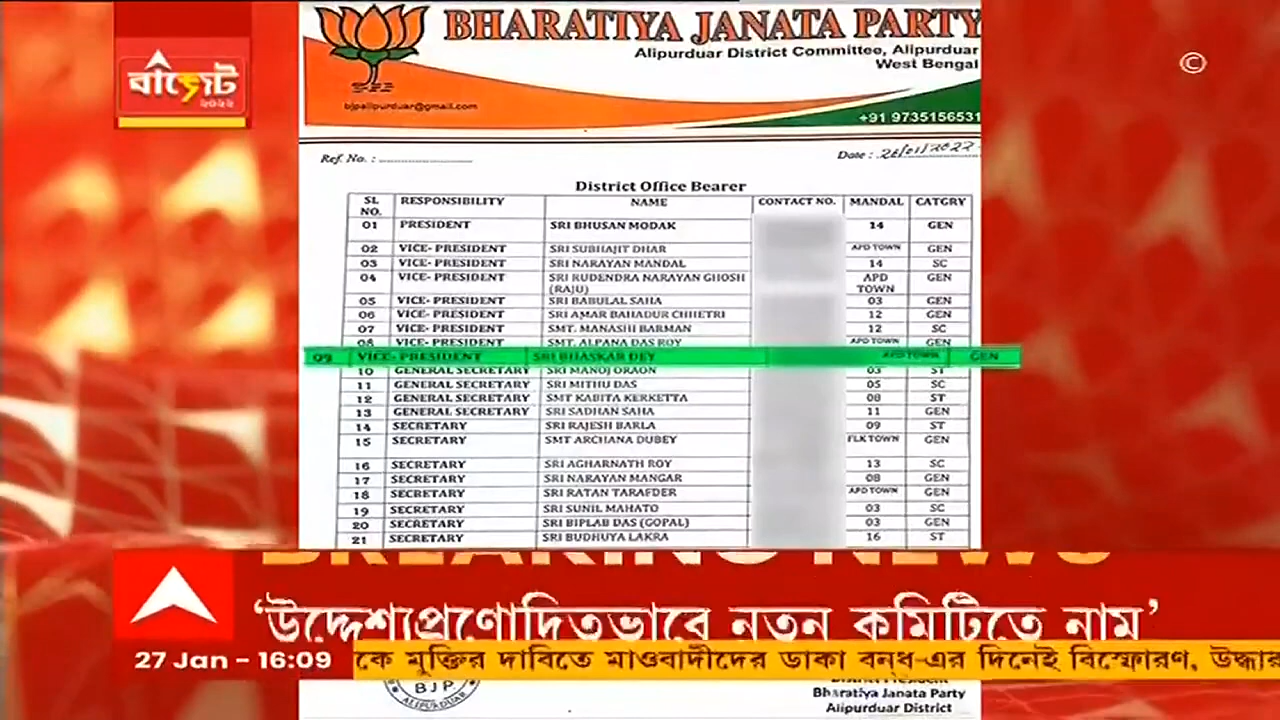 BHARATIYA JANATA PARTY
Alipurduar District Committee, Alipurduar
West Bengal
বাজেট
২০২২
©
bjpalipurduar@gmail.com
+91 9735156531
Ref. No. :
Date : 26/01/2022
District Office Bearer
SL NO. RESPONSIBILITY NAME CONTACT NO. MANDAL CATGRY
01 PRESIDENT SRI BHUSAN MODAK 14 GEN
02 VICE- PRESIDENT SRI SUBHAJIT DHAR APD TOWN GEN
03 VICE- PRESIDENT SRI NARAYAN MANDAL 14 SC
04 VICE- PRESIDENT SRI RUDENDRA NARAYAN GHOSH (RAJU) APD TOWN GEN
05 VICE- PRESIDENT SRI BABULAL SAHA 03 GEN
06 VICE- PRESIDENT SRI AMAR BAHADUR CHHETRI 12 GEN
07 VICE- PRESIDENT SMT. MANASHI BARMAN 12 SC
08 VICE- PRESIDENT SMT. ALPANA DAS ROY APD TOWN GEN
09 VICE- PRESIDENT SRI BHASKAR DEY APD TOWN GEN
10 GENERAL SECRETARY SRI MANOJ ORAON 03 ST
11 GENERAL SECRETARY SRI MITHU DAS 05 SC
12 GENERAL SECRETARY SMT KABITA KERKETTA 08 ST
13 GENERAL SECRETARY SRI SADHAN SAHA 11 GEN
14 SECRETARY SRI RAJESH BARLA 09 ST
15 SECRETARY SMT ARCHANA DUBEY FLK TOWN GEN
16 SECRETARY SRI AGHARNATH ROY 13 SC
17 SECRETARY SRI NARAYAN MANGAR 08 GEN
18 SECRETARY SRI RATAN TARAFDER APD TOWN GEN
19 SECRETARY SRI SUNIL MAHATO 03 SC
20 SECRETARY SRI BIPLAB DAS (GOPAL) 03 GEN
21 SECRETARY SRI BUDHUYA LAKRA 16 ST
BREAKING NEWS
‘উদ্দেশ্যপ্রণোদিতভাবে নতুন কমিটিতে নাম’
27 Jan - 16:09
কে মুক্তির দাবিতে মাওবাদীদের ডাকা বনধ-এর দিনেই বিস্ফোরণ, উদ্ধার
BJP
ALIPURDUAR
District President
Bharatiya Janata Party
Alipurduar District